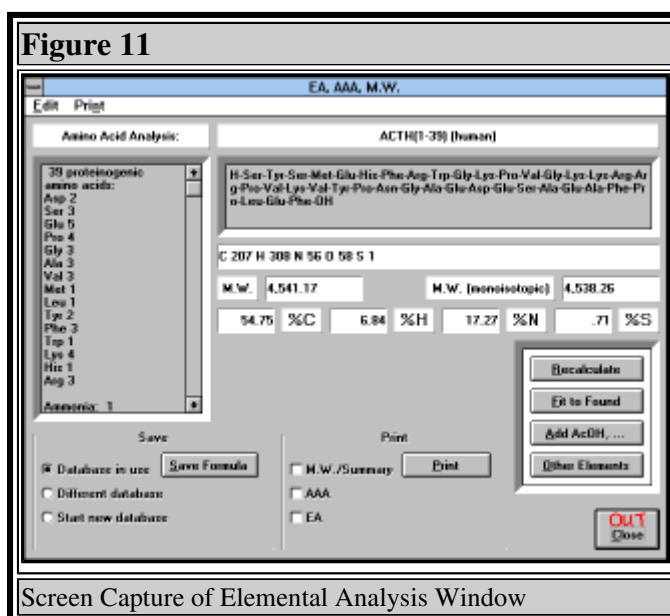 Figure 11
EA, AAA, M.W.
Edit Print
Amino Acid Analysis:
ACTH(1-39) (human)
39 proteinogenic
amino acids:
Asp 2
Ser 3
Glu 5
Pro 4
Gly 3
Ala 3
Val 3
Met 1
Leu 1
Tyr 2
Phe 3
Trp 1
Lys 4
His 1
Arg 3
Ammonia: 1
H-Ser-Tyr-Ser-Met-Glu-His-Phe-Arg-Trp-Gly-Lys-Pro-Val-Gly-Lys-Lys-Arg-Ar
g-Pro-Val-Lys-Val-Tyr-Pro-Asn-Gly-Ala-Glu-Asp-Glu-Ser-Ala-Glu-Ala-Phe-Pr
o-Leu-Glu-Phe-OH
C 207 H 308 N 56 O 58 S 1
M.W. 4,541.17 M.W. (monoisotopic) 4,538.26
54.75 %C 6.84 %H 17.27 %N .71 %S
Recalculate
Fit to Found
Add AcOH, ...
Other Elements
Save
Database in use Save Formula
Different database
Start new database
Print
M.W./Summary Print
AAA
EA
OUT
Close
Screen Capture of Elemental Analysis Window